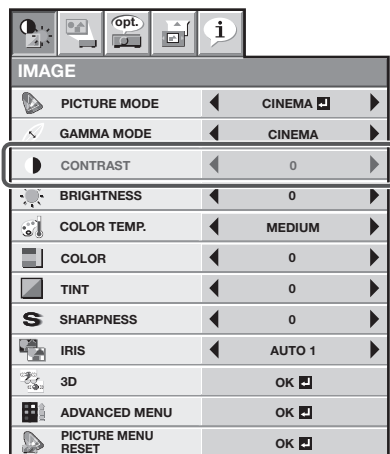 opt.
i
IMAGE
PICTURE MODE CINEMA
GAMMA MODE CINEMA
CONTRAST 0
BRIGHTNESS 0
COLOR TEMP. MEDIUM
COLOR 0
TINT 0
S SHARPNESS 0
IRIS AUTO 1
3D OK
ADVANCED MENU OK
PICTURE MENU
RESET OK